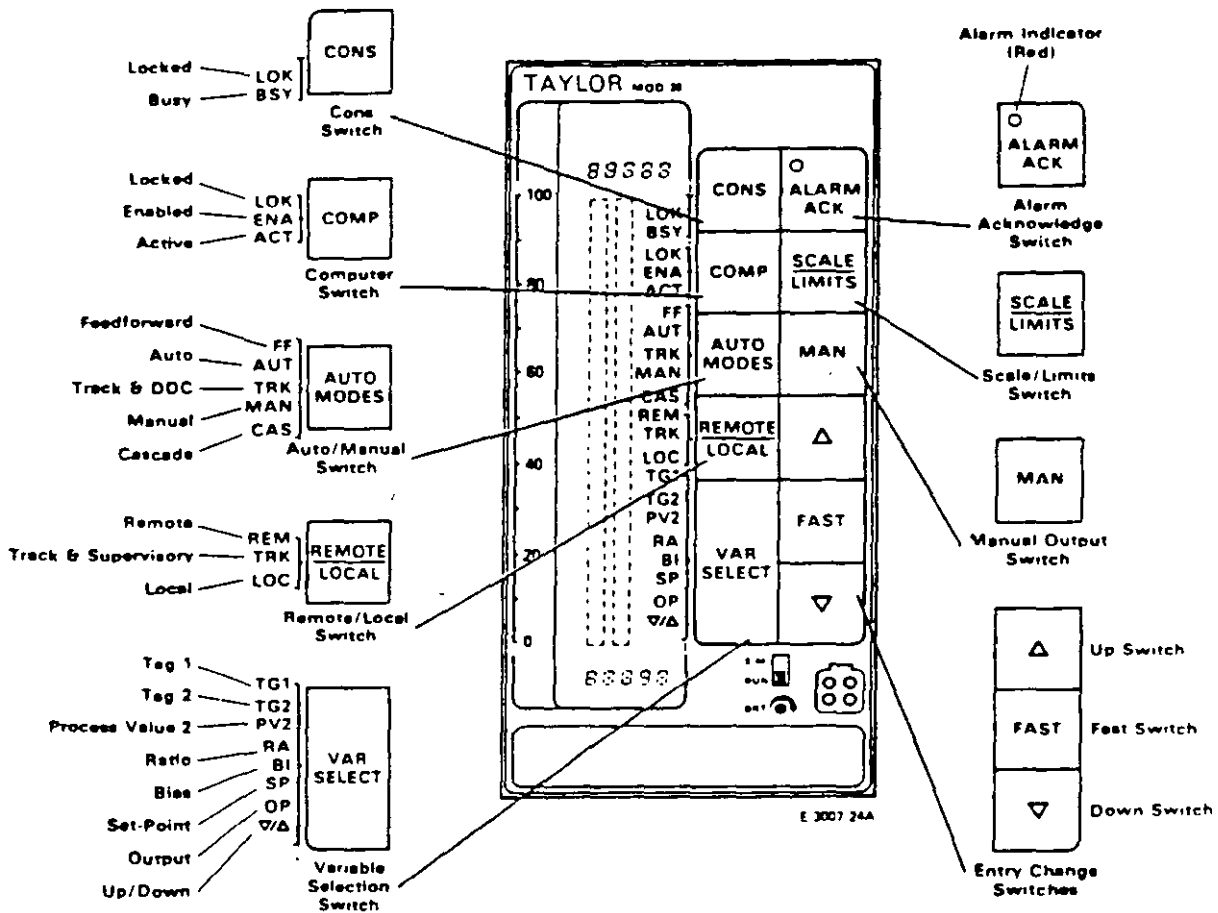 Alarm Indicator
(Red)
CONS
Locked
LOK
Busy
BSY
Cons
Switch
Locked
LOK
Enabled
ENA
Active
ACT
COMP
Computer
Switch
Feedforward
FF
Auto
AUT
Track & DDC
TRK
Manual
MAN
Cascade
CAS
AUTO
MODES
Auto/Manual
Switch
Remote
REM
Track & Supervisory
TRK
Local
LOC
REMOTE
LOCAL
Remote/Local
Switch
Tag 1
TG1
Tag 2
TG2
Process Value 2
PV2
Ratio
RA
Bias
BI
Set-Point
SP
Output
OP
Up/Down
▽/△
VAR
SELECT
Variable
Selection
Switch
TAYLOR MOD 30
100
80
60
40
20
0
LOK
BSY
LOK
ENA
ACT
FF
AUT
TRK
MAN
CAS
REM
TRK
LOC
TG1
TG2
PV2
RA
BI
SP
OP
▽/△
CONS
ALARM
ACK
COMP
SCALE
LIMITS
AUTO
MODES
MAN
REMOTE
LOCAL
△
VAR
SELECT
FAST
▽
RUN
BRT
E 3007 24A
ALARM
ACK
Alarm
Acknowledge
Switch
SCALE
LIMITS
Scale/Limits
Switch
MAN
Manual Output
Switch
△
Up Switch
FAST
Fast Switch
▽
Down Switch
Entry Change
Switches